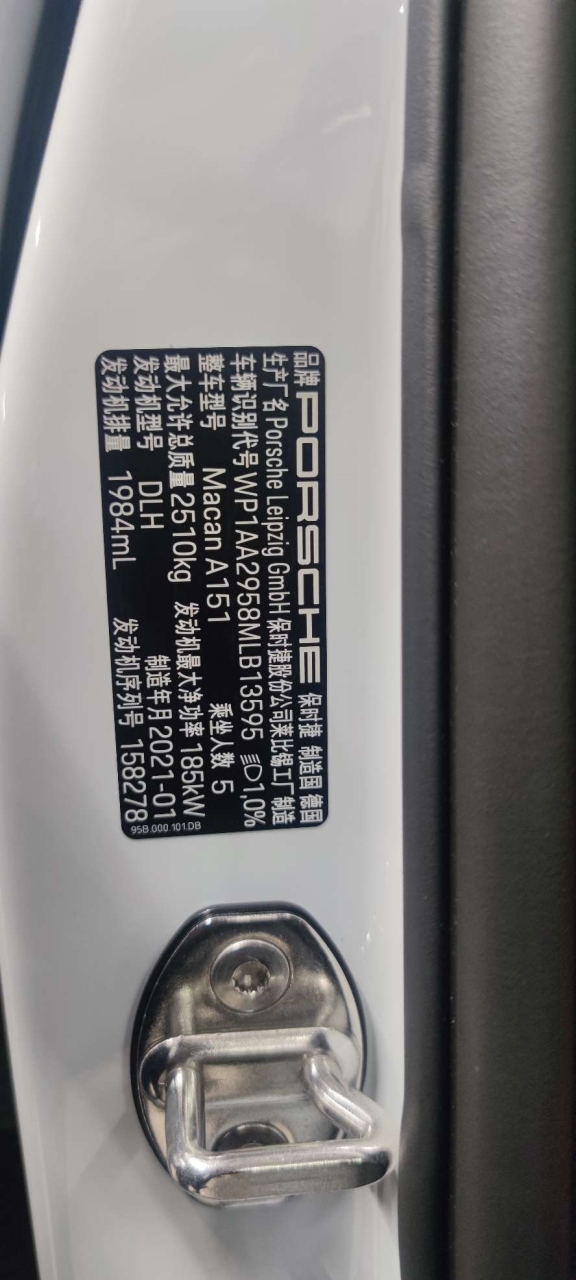 品牌 PORSCHE 保时捷 制造国 德国
生产厂名 Porsche Leipzig GmbH 保时捷股份公司莱比锡工厂制造
车辆识别代号 WP1AA2958MLB13595 1,0%
整车型号 Macan A151 乘坐人数 5
最大允许总质量 2510kg 发动机最大净功率 185kW
发动机型号 DLH 制造年月 2021-01
发动机排量 1984mL 发动机序列号 158278
95B.000.101.DB